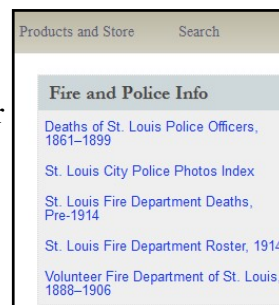 Products and Store Search
Fire and Police Info
Deaths of St. Louis Police Officers,
1861–1899
St. Louis City Police Photos Index
St. Louis Fire Department Deaths,
Pre-1914
St. Louis Fire Department Roster, 1914
Volunteer Fire Department of St. Louis,
1888–1906